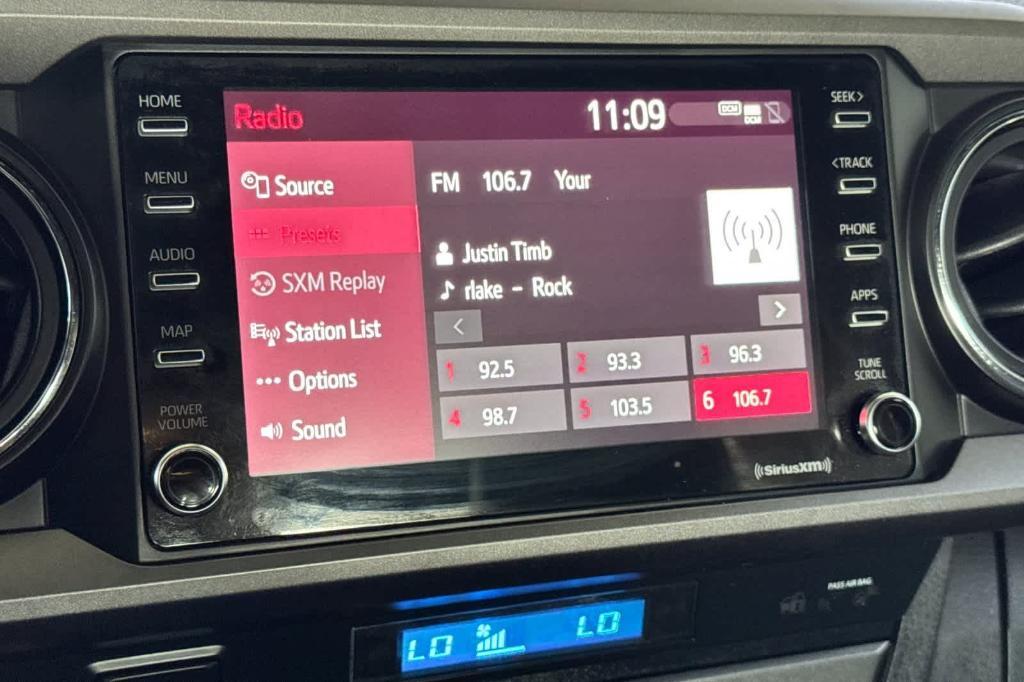 HOME
MENU
AUDIO
MAP
POWER
VOLUME
Radio
11:09
DCM
DCM
Source
Presets
SXM Replay
Station List
Options
Sound
FM 106.7 Your
Justin Timb
rlake - Rock
<
>
1 92.5
2 93.3
3 96.3
4 98.7
5 103.5
6 106.7
SEEK>
<TRACK
PHONE
APPS
TUNE
SCROLL
((SiriusXM))
PASS AIR BAG
LO
LO